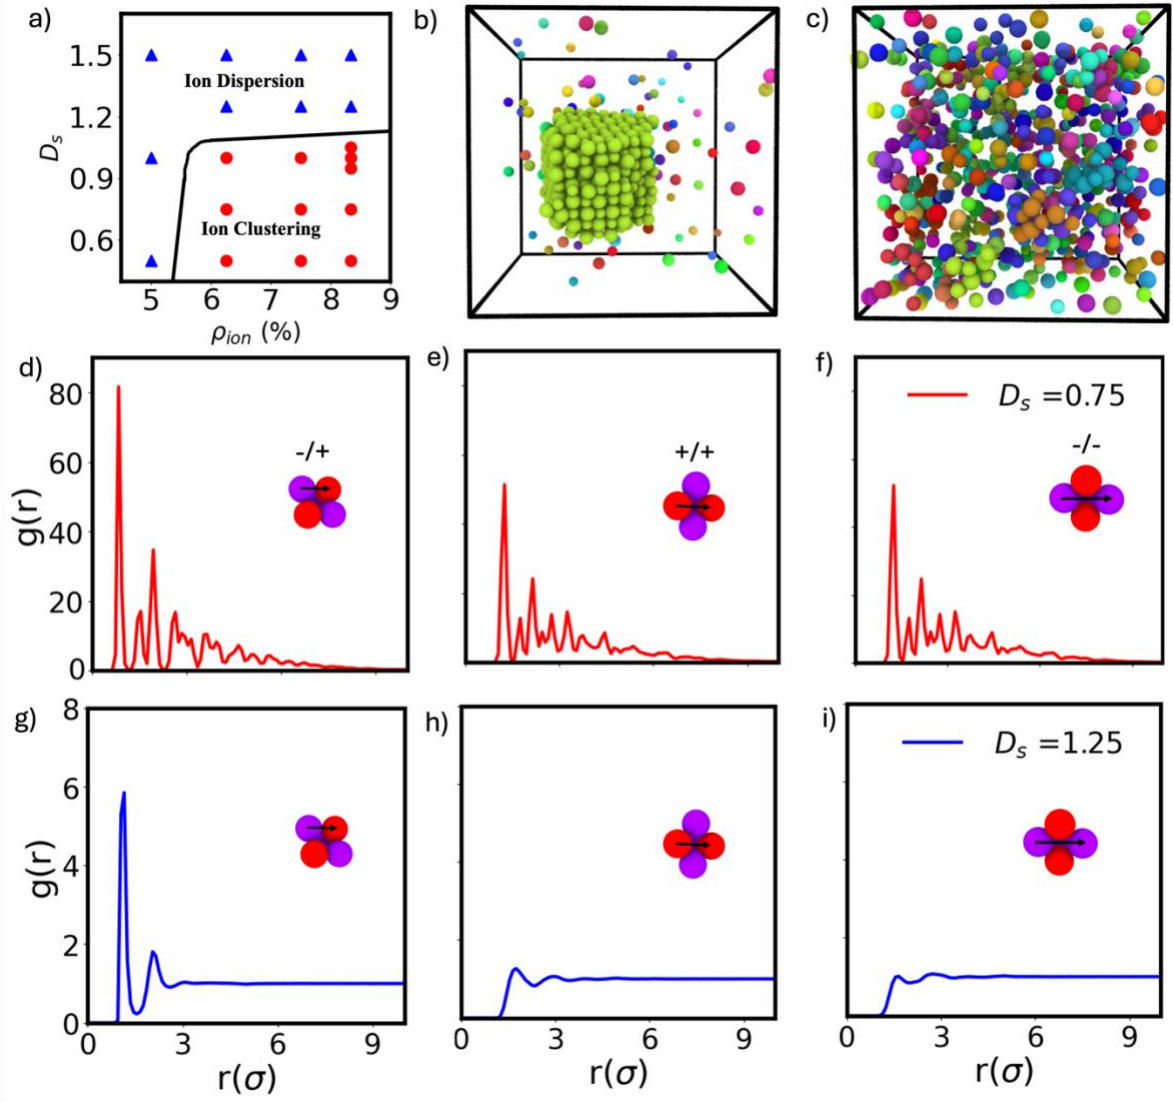 a)
b)
c)
1.5
1.2
0.9
0.6
D_s
Ion Dispersion
Ion Clustering
5 6 7 8 9
ρ_ion (%)
d)
e)
f)
80
60
40
20
0
g(r)
-/+
+/+
D_s =0.75
-/-
g)
h)
i)
8
6
4
2
0
g(r)
D_s =1.25
0 3 6 9
0 3 6 9
0 3 6 9
r(σ)
r(σ)
r(σ)